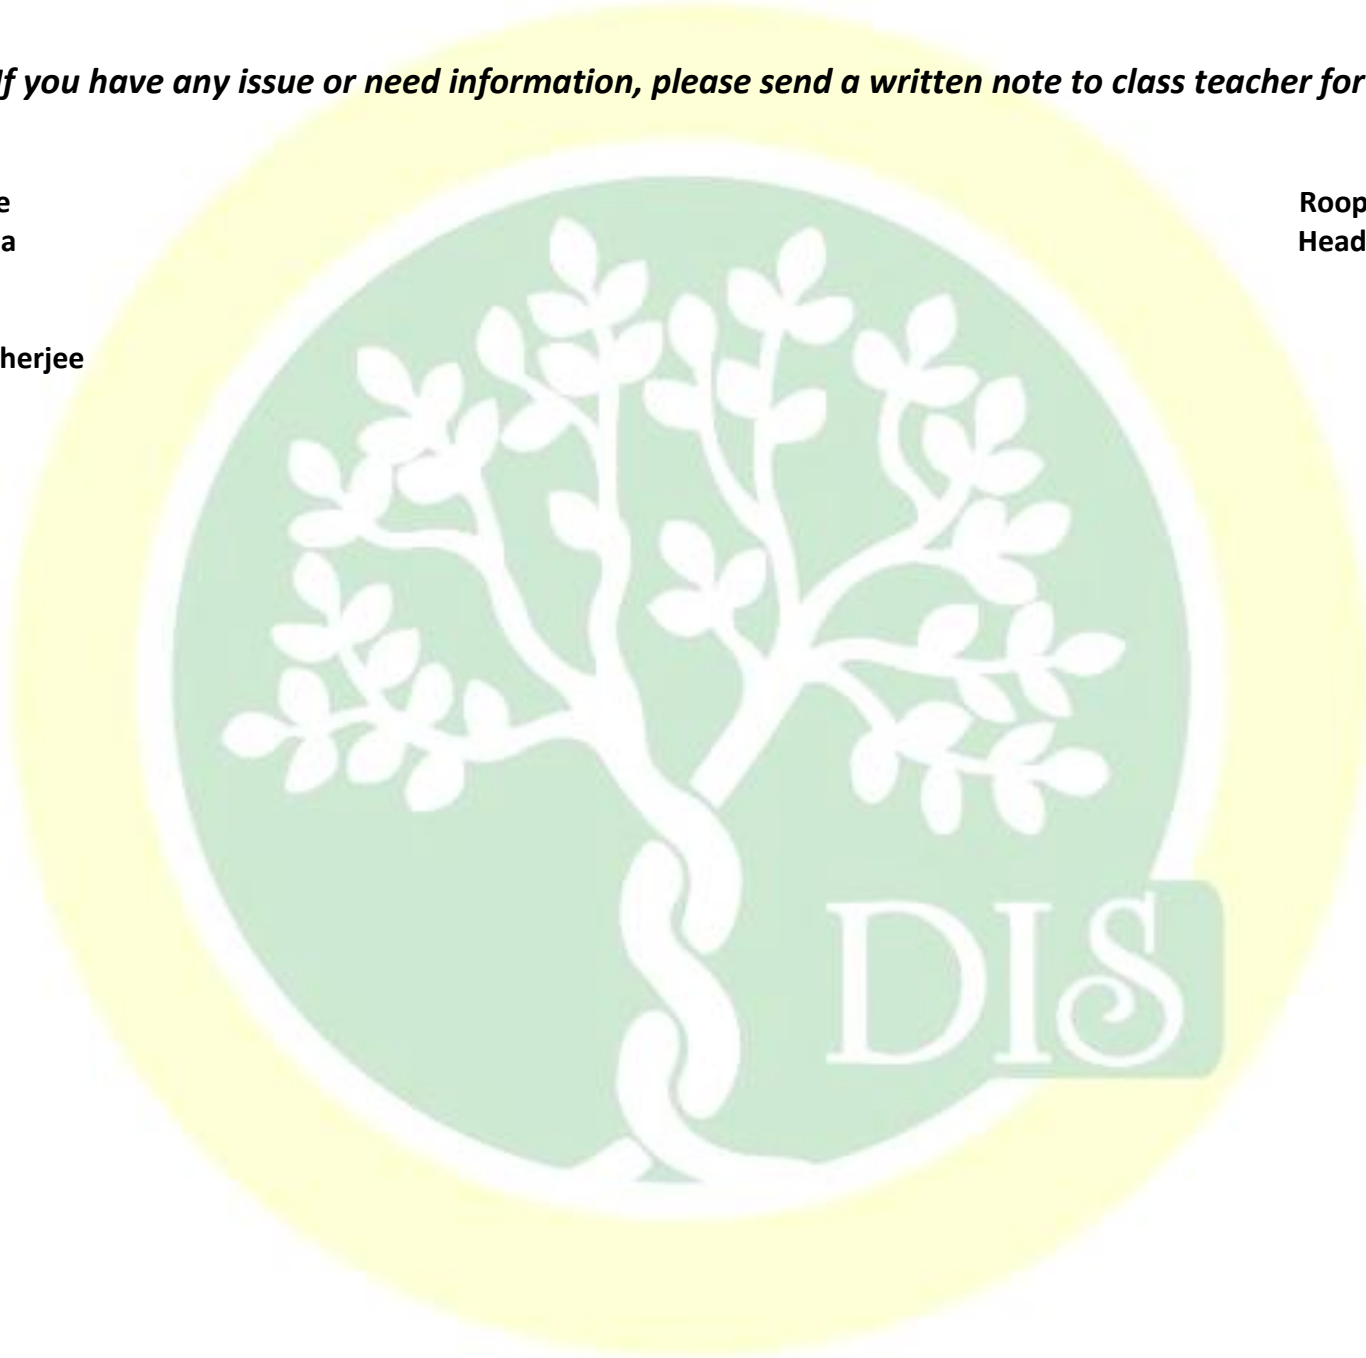 If you have any issue or need information, please send a written note to class teacher for
e Roop
a Head
herjee
DIS